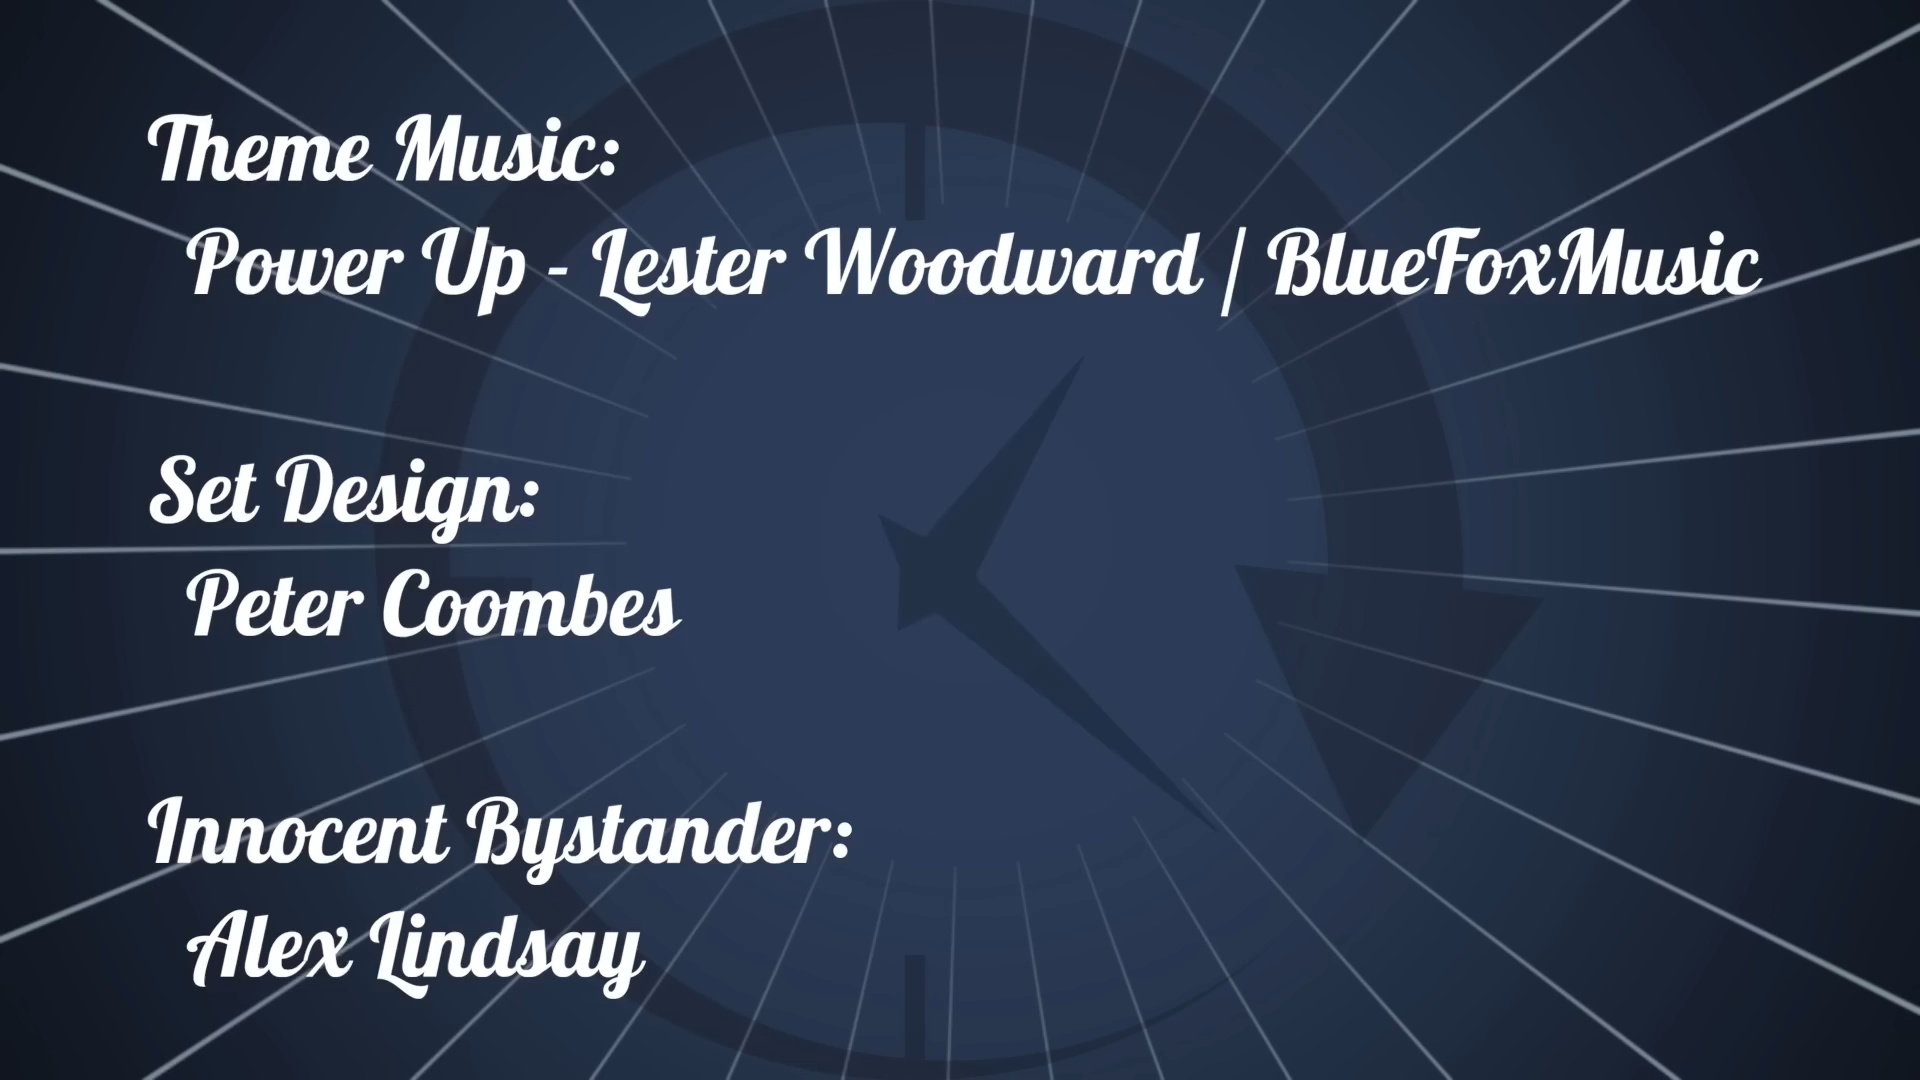 Theme Music:
Power Up - Lester Woodward / BlueFoxMusic
Set Design:
Peter Coombes
Innocent Bystander:
Alex Lindsay